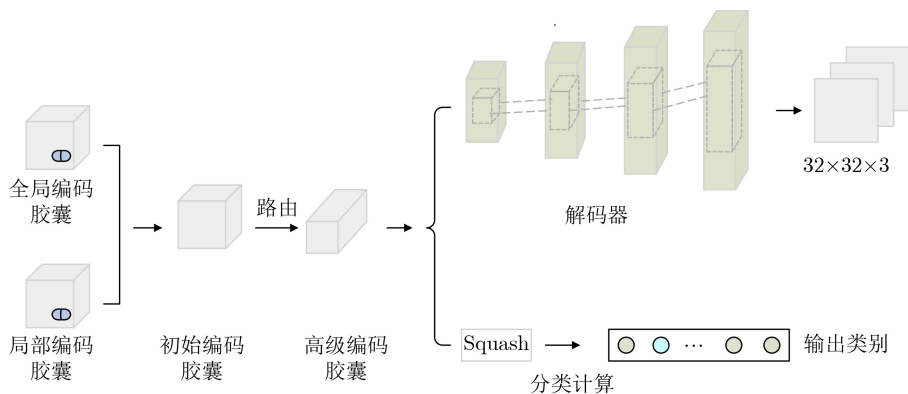 全局编码
胶囊
局部编码
胶囊
初始编码
胶囊
路由
高级编码
胶囊
解码器
32×32×3
Squash
···
输出类别
分类计算